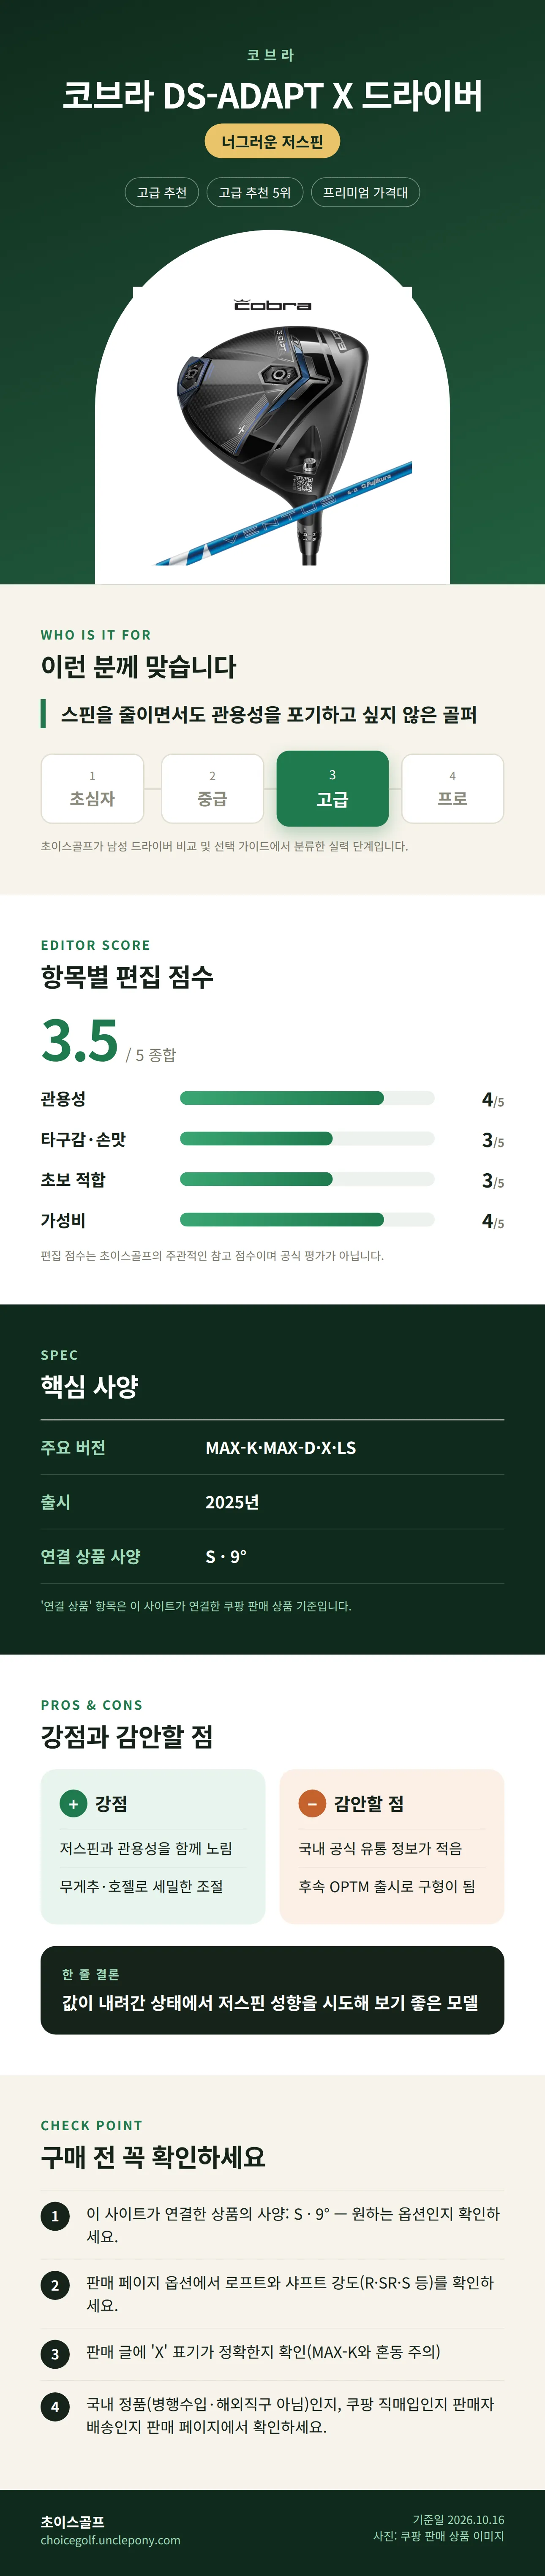 코브라
코브라 DS-ADAPT X 드라이버
너그러운 저스핀
고급 추천
고급 추천 5위
프리미엄 가격대
cobra
WHO IS IT FOR
이런 분께 맞습니다
스핀을 줄이면서도 관용성을 포기하고 싶지 않은 골퍼
1
초심자
2
중급
3
고급
4
프로
초이스골프가 남성 드라이버 비교 및 선택 가이드에서 분류한 실력 단계입니다.
EDITOR SCORE
항목별 편집 점수
3.5 / 5 종합
관용성 4/5
타구감·손맛 3/5
초보 적합 3/5
가성비 4/5
편집 점수는 초이스골프의 주관적인 참고 점수이며 공식 평가가 아닙니다.
SPEC
핵심 사양
주요 버전 MAX-K·MAX-D·X·LS
출시 2025년
연결 상품 사양 S · 9°
'연결 상품' 항목은 이 사이트가 연결한 쿠팡 판매 상품 기준입니다.
PROS & CONS
강점과 감안할 점
+ 강점
저스핀과 관용성을 함께 노림
무게추·호젤로 세밀한 조절
− 감안할 점
국내 공식 유통 정보가 적음
후속 OPTM 출시로 구형이 됨
한 줄 결론
값이 내려간 상태에서 저스핀 성향을 시도해 보기 좋은 모델
CHECK POINT
구매 전 꼭 확인하세요
1 이 사이트가 연결한 상품의 사양: S · 9° — 원하는 옵션인지 확인하
세요.
2 판매 페이지 옵션에서 로프트와 샤프트 강도(R·SR·S 등)를 확인하
세요.
3 판매 글에 'X' 표기가 정확한지 확인(MAX-K와 혼동 주의)
4 국내 정품(병행수입·해외직구 아님)인지, 쿠팡 직매입인지 판매자
배송인지 판매 페이지에서 확인하세요.
초이스골프
choicegolf.unclepony.com
기준일 2026.10.16
사진: 쿠팡 판매 상품 이미지